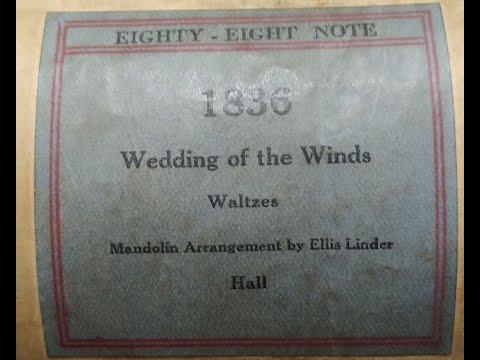 EIGHTY - EIGHT NOTE
1836
Wedding of the Winds
Waltzes
Mandolin Arrangement by Ellis Linder
Hall